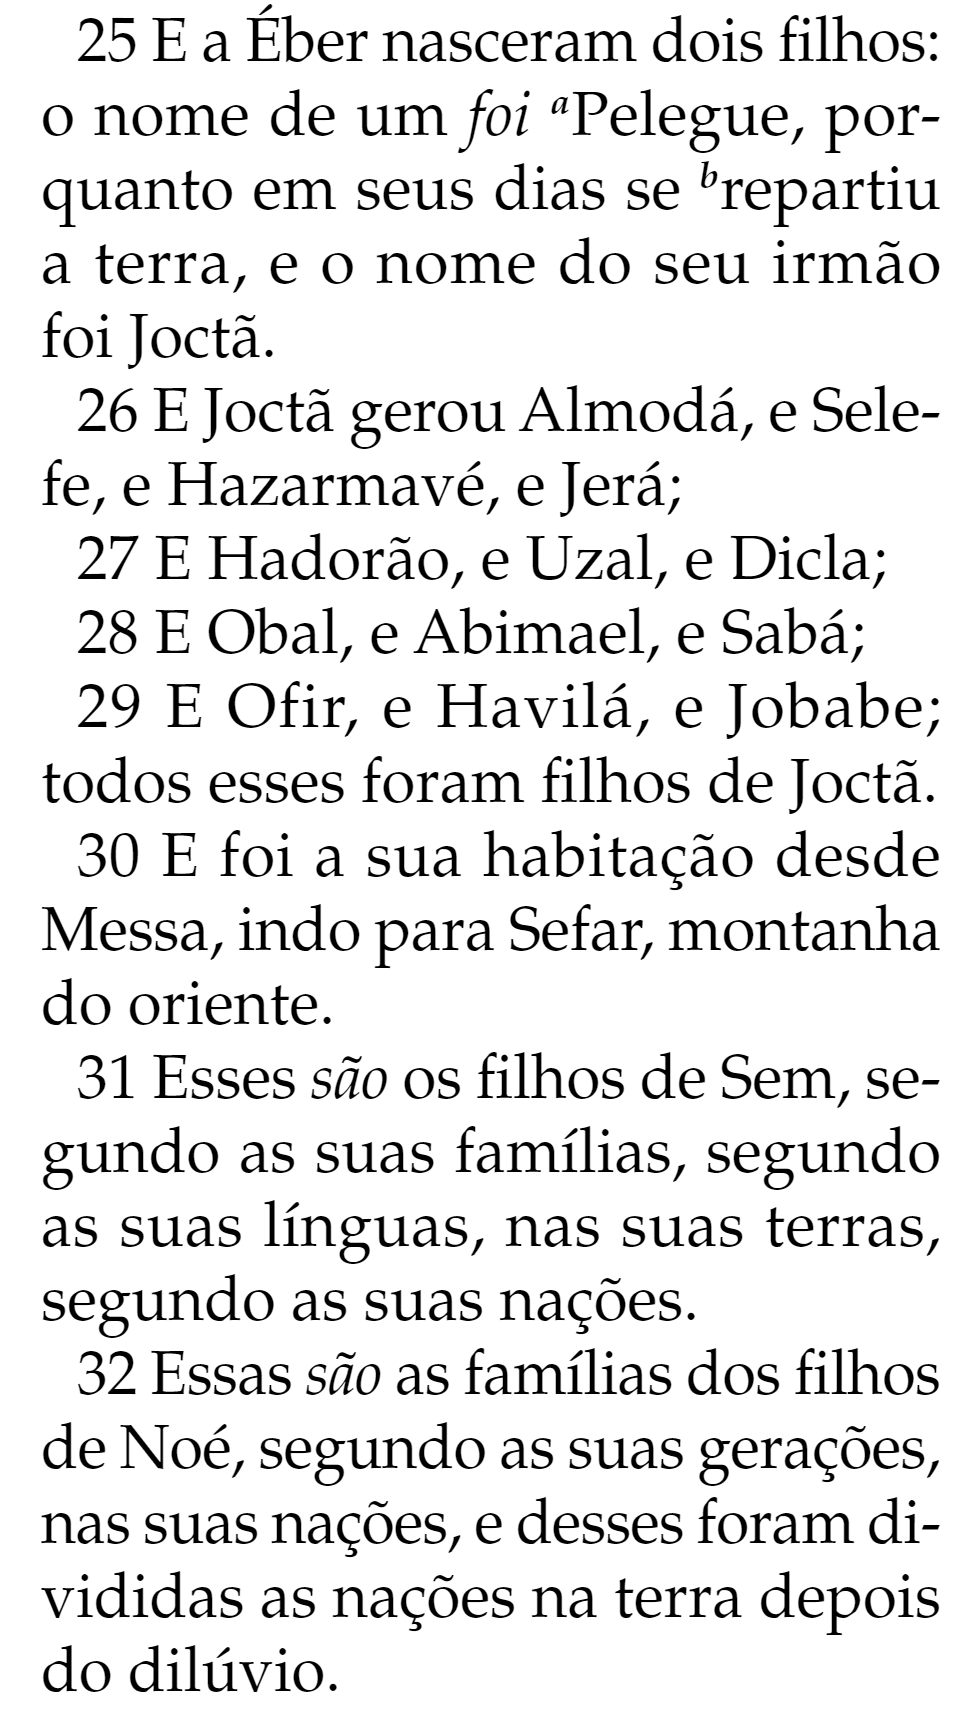 25 E a Éber nasceram dois filhos:
o nome de um foi ᵃPelegue, por-
quanto em seus dias se ᵇrepartiu
a terra, e o nome do seu irmão
foi Joctã.
26 E Joctã gerou Almodá, e Sele-
fe, e Hazarmavé, e Jerá;
27 E Hadorão, e Uzal, e Dicla;
28 E Obal, e Abimael, e Sabá;
29 E Ofir, e Havilá, e Jobabe;
todos esses foram filhos de Joctã.
30 E foi a sua habitação desde
Messa, indo para Sefar, montanha
do oriente.
31 Esses são os filhos de Sem, se-
gundo as suas famílias, segundo
as suas línguas, nas suas terras,
segundo as suas nações.
32 Essas são as famílias dos filhos
de Noé, segundo as suas gerações,
nas suas nações, e desses foram di-
vididas as nações na terra depois
do dilúvio.